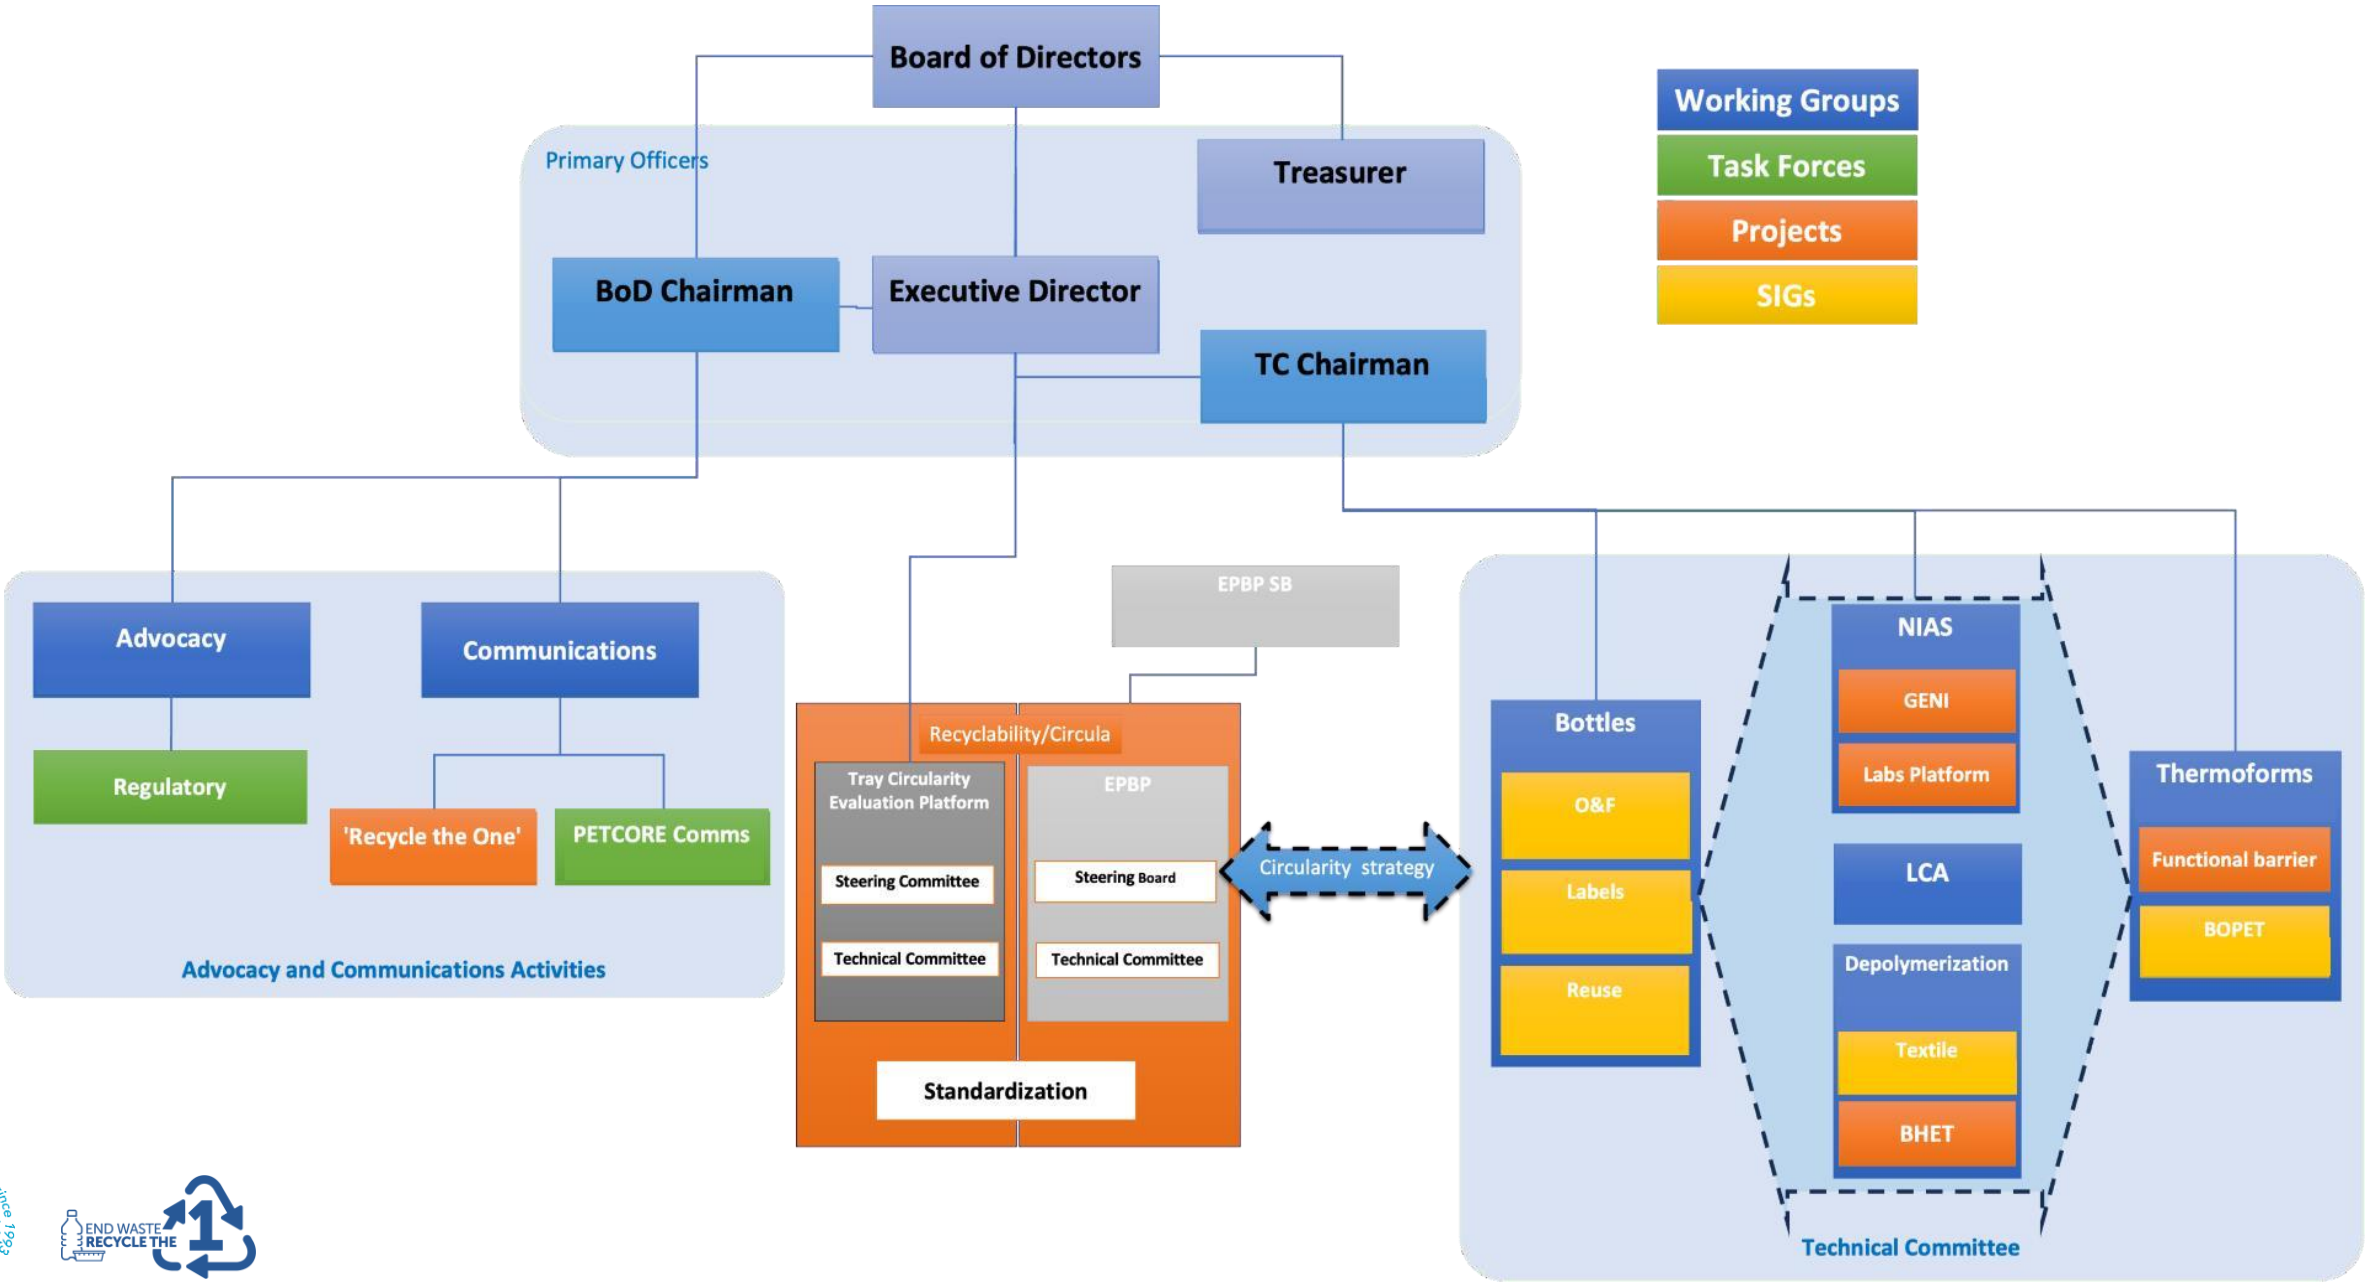 Board of Directors
Primary Officers
Treasurer
BoD Chairman
Executive Director
TC Chairman
Working Groups
Task Forces
Projects
SIGs
Advocacy
Communications
Regulatory
'Recycle the One'
PETCORE Comms
Advocacy and Communications Activities
EPBP SB
Recyclability/Circula
Tray Circularity
Evaluation Platform
Steering Committee
Technical Committee
EPBP
Steering Board
Technical Committee
Standardization
Circularity strategy
Bottles
O&F
Labels
Reuse
NIAS
GENI
Labs Platform
LCA
Depolymerization
Textile
BHET
Thermoforms
Functional barrier
BOPET
Technical Committee
since 1993
END WASTE
RECYCLE THE
1